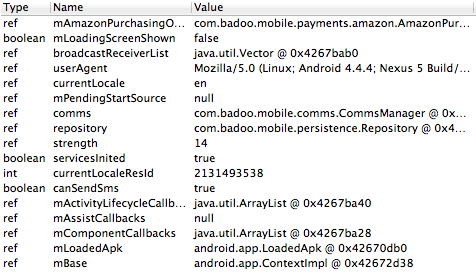 Type Name Value
ref mAmazonPurchasingO... com.badoo.mobile.payments.amazon.AmazonPur...
boolean mLoadingScreenShown false
ref broadcastReceiverList java.util.Vector @ 0x4267bab0
ref userAgent Mozilla/5.0 (Linux; Android 4.4.4; Nexus 5 Build/...
ref currentLocale en
ref mPendingStartSource null
ref comms com.badoo.mobile.comms.CommsManager @ 0x...
ref repository com.badoo.mobile.persistence.Repository @ 0x4...
ref strength 14
boolean servicesInited true
int currentLocaleResId 2131493538
boolean canSendSms true
ref mActivityLifecycleCallb... java.util.ArrayList @ 0x4267ba40
ref mAssistCallbacks null
ref mComponentCallbacks java.util.ArrayList @ 0x4267ba28
ref mLoadedApk android.app.LoadedApk @ 0x42670db0
ref mBase android.app.ContextImpl @ 0x42672d38